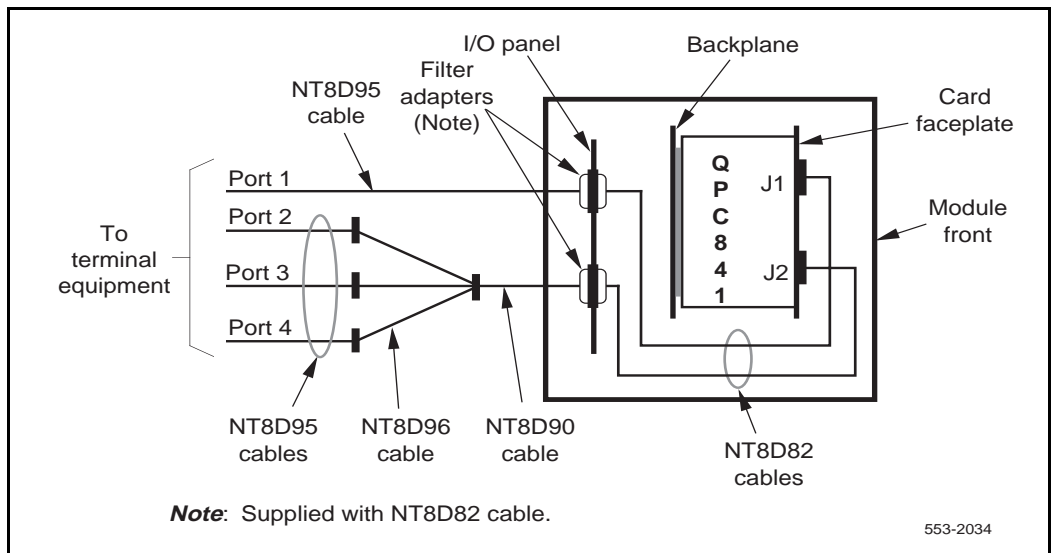 I/O panel
Backplane
Filter
adapters
(Note)
NT8D95
cable
Card
faceplate
Q
P
C
8
4
1
J1
J2
Port 1
Port 2
Port 3
Port 4
To
terminal
equipment
Module
front
NT8D95
cables
NT8D96
cable
NT8D90
cable
NT8D82
cables
Note: Supplied with NT8D82 cable.
553-2034